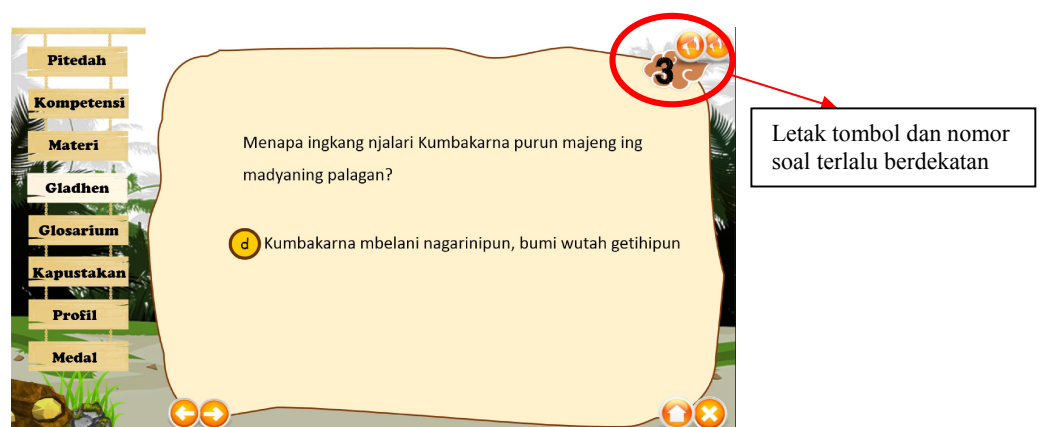 Pitedah
Kompetensi
Materi
Gladhen
Glosarium
Kapustakan
Profil
Medal
3
Menapa ingkang njalari Kumbakarna purun majeng ing
madyaning palagan?
d Kumbakarna mbelani nagarinipun, bumi wutah getihipun
Letak tombol dan nomor
soal terlalu berdekatan